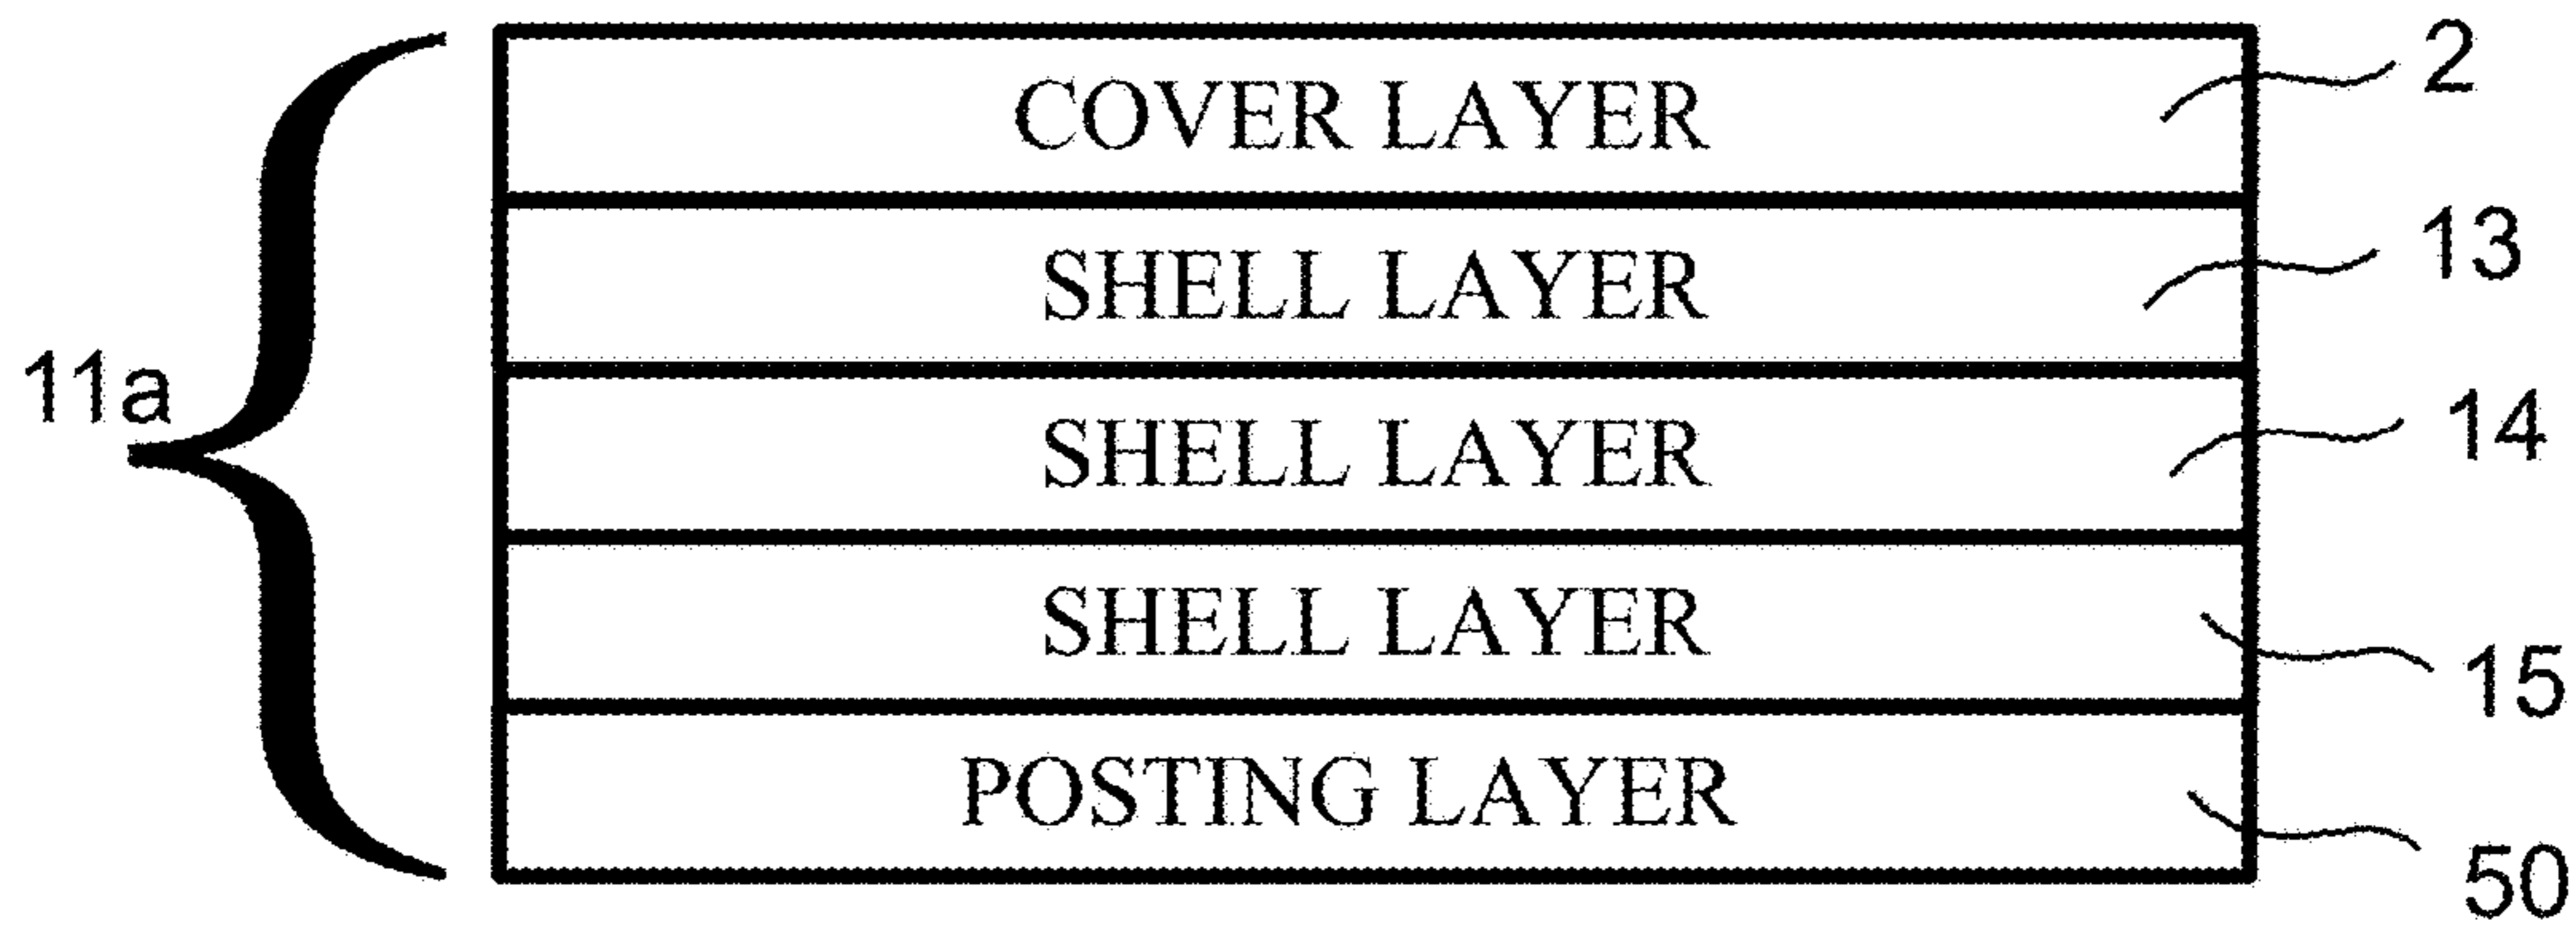 COVER LAYER 2
SHELL LAYER 13
11a
SHELL LAYER 14
SHELL LAYER 15
POSTING LAYER 50